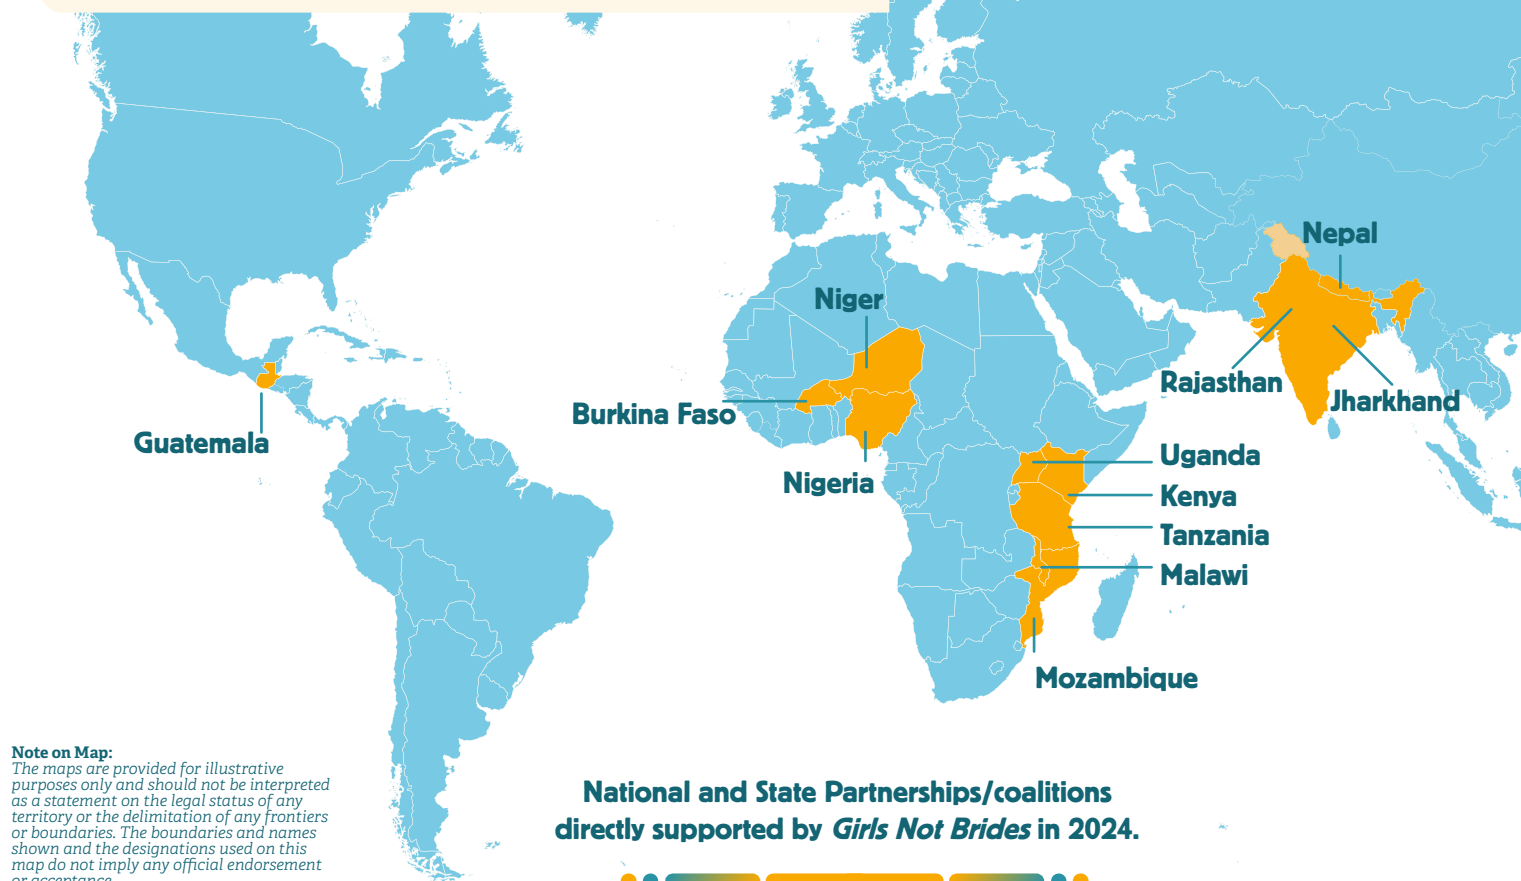 Nepal
Niger
Rajasthan
Jharkhand
Burkina Faso
Guatemala
Nigeria
Uganda
Kenya
Tanzania
Malawi
Mozambique
Note on Map:
The maps are provided for illustrative
purposes only and should not be interpreted
as a statement on the legal status of any
territory or the delimitation of any frontiers
or boundaries. The boundaries and names
shown and the designations used on this
map do not imply any official endorsement
or acceptance.
National and State Partnerships/coalitions
directly supported by Girls Not Brides in 2024.